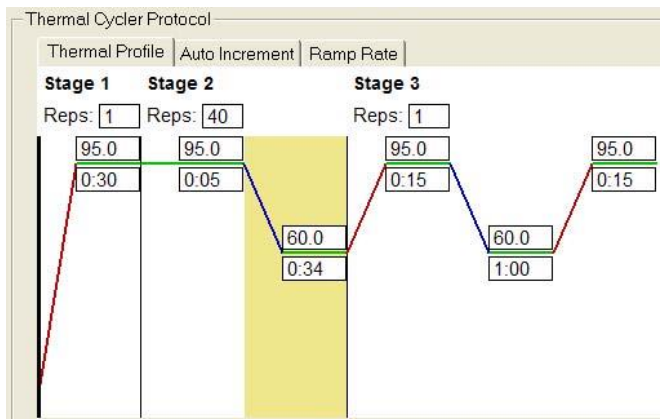 Thermal Cycler Protocol
Thermal Profile Auto Increment Ramp Rate
Stage 1 Stage 2 Stage 3
Reps: 1 Reps: 40 Reps: 1
95.0 95.0 95.0 95.0
0:30 0:05 0:15 0:15
60.0 60.0
0:34 1:00